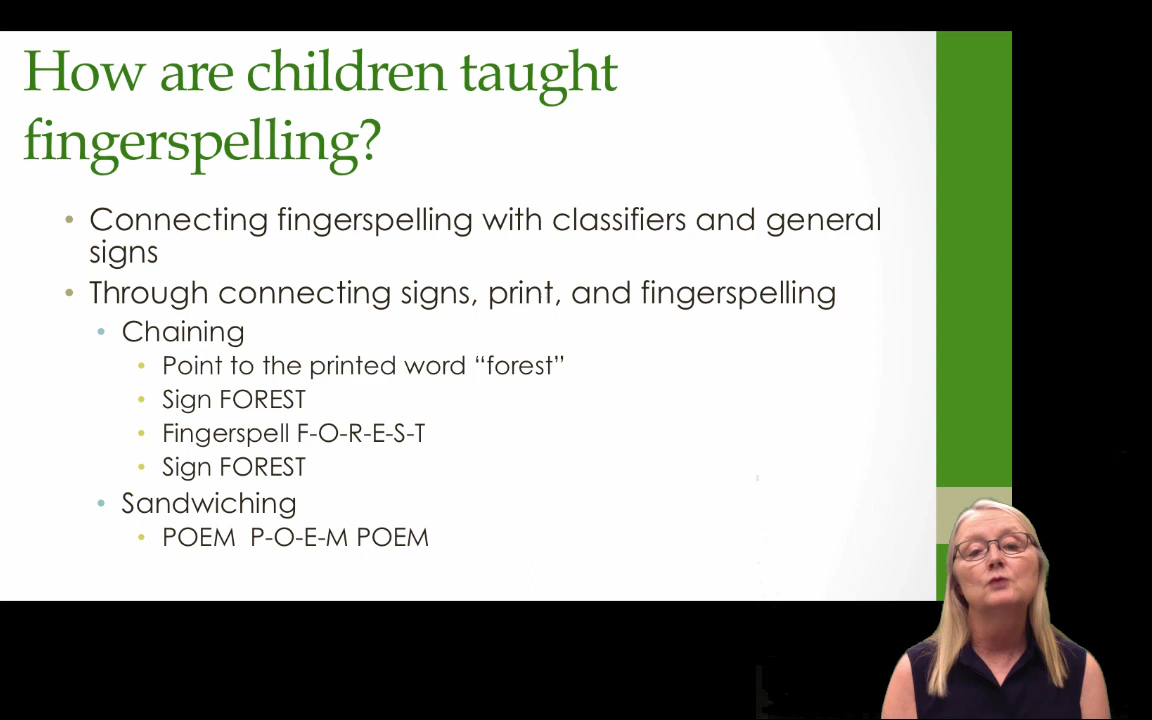 How are children taught
fingerspelling?
• Connecting fingerspelling with classifiers and general
signs
• Through connecting signs, print, and fingerspelling
• Chaining
• Point to the printed word “forest”
• Sign FOREST
• Fingerspell F-O-R-E-S-T
• Sign FOREST
• Sandwiching
• POEM P-O-E-M POEM